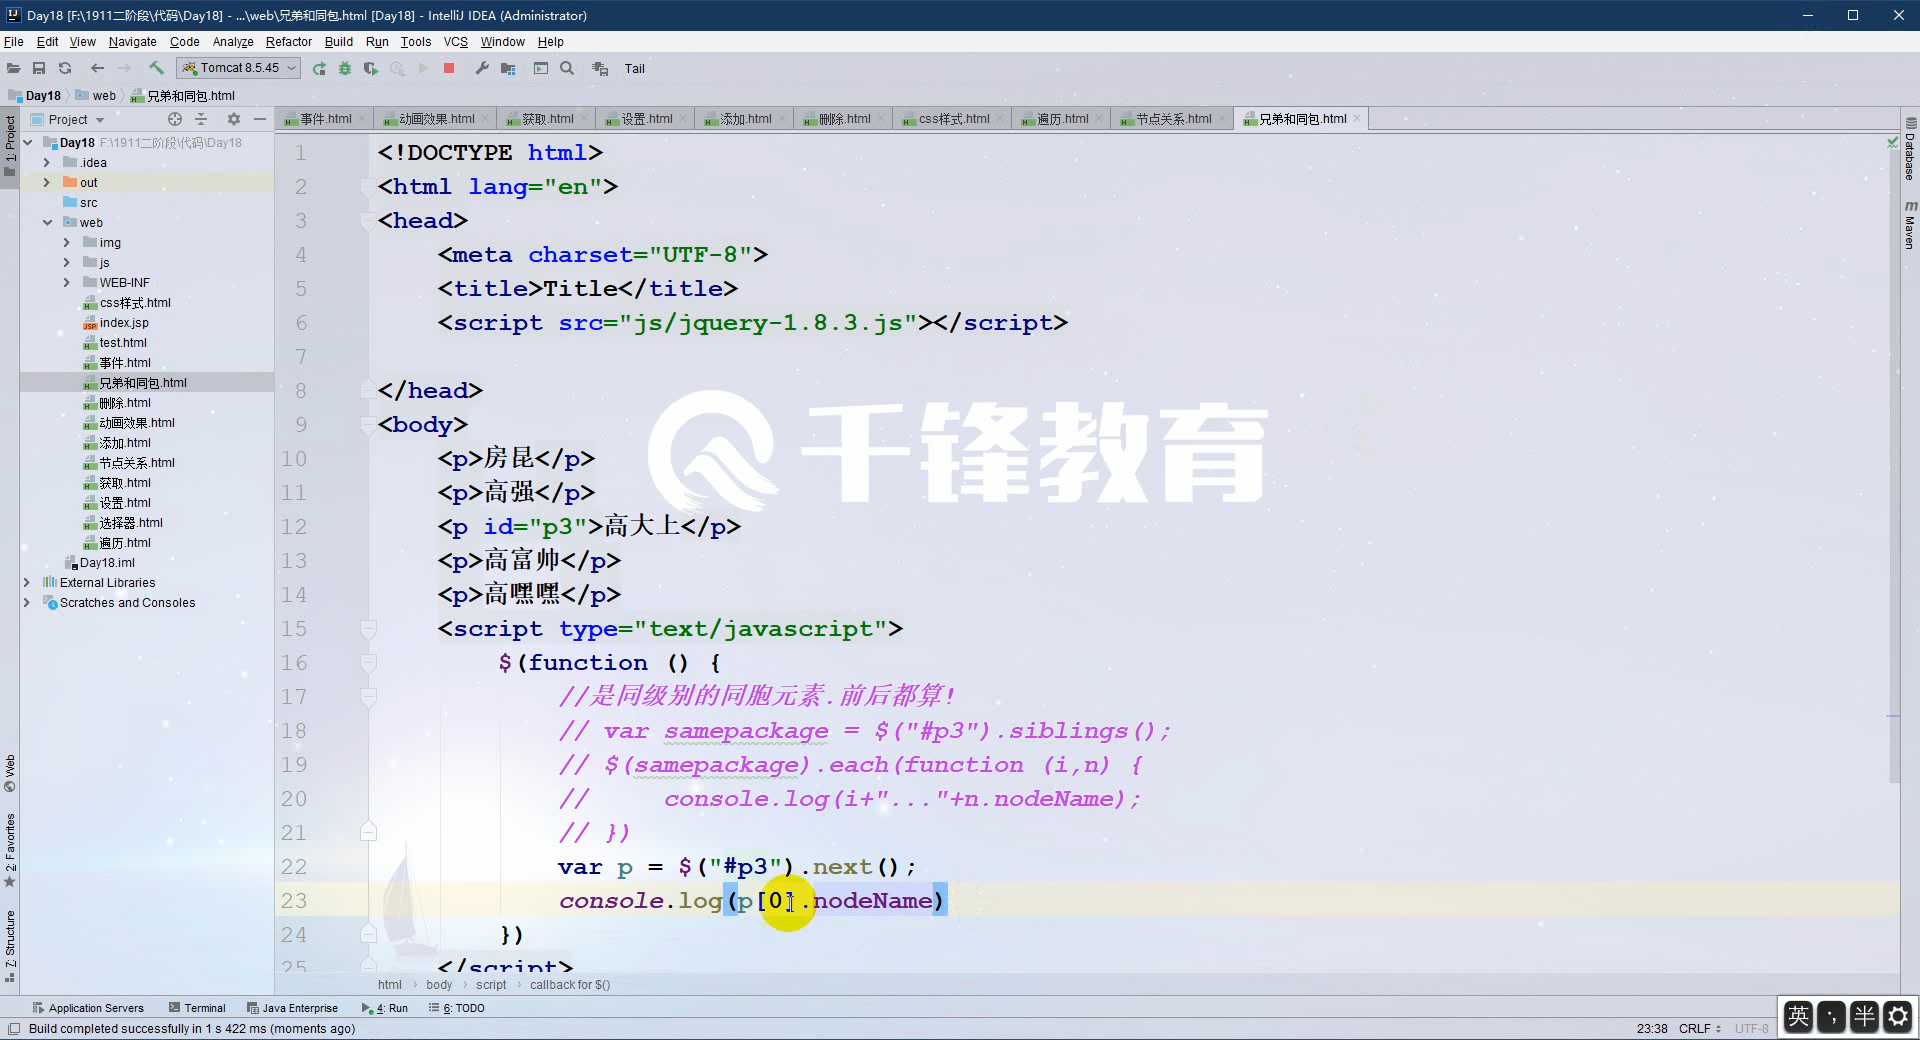 Day18 [F:\1911二阶段\代码\Day18] - ...\web\兄弟和同包.html [Day18] - IntelliJ IDEA (Administrator)
File Edit View Navigate Code Analyze Refactor Build Run Tools VCS Window Help
Tomcat 8.5.45 Tail
Day18 web 兄弟和同包.html
Project
事件.html 动画效果.html 获取.html 设置.html 添加.html 删除.html css样式.html 遍历.html 节点关系.html 兄弟和同包.html
1: Project
Day18 F:\1911二阶段\代码\Day18
.idea
out
src
web
img
js
WEB-INF
css样式.html
index.jsp
test.html
事件.html
兄弟和同包.html
删除.html
动画效果.html
添加.html
节点关系.html
获取.html
设置.html
选择器.html
遍历.html
Day18.iml
External Libraries
Scratches and Consoles
Web
2: Favorites
7: Structure
1 <!DOCTYPE html>
2 <html lang="en">
3 <head>
4 <meta charset="UTF-8">
5 <title>Title</title>
6 <script src="js/jquery-1.8.3.js"></script>
7
8 </head>
9 <body>
10 <p>房昆</p>
11 <p>高强</p>
12 <p id="p3">高大上</p>
13 <p>高富帅</p>
14 <p>高嘿嘿</p>
15 <script type="text/javascript">
16 $(function () {
17 //是同级别的同胞元素.前后都算!
18 // var samepackage = $("#p3").siblings();
19 // $(samepackage).each(function (i,n) {
20 // console.log(i+"..."+n.nodeName);
21 // })
22 var p = $("#p3").next();
23 console.log(p[0].nodeName)
24 })
25 </script>
千锋教育
Database
m Maven
html body script callback for $()
Application Servers Terminal Java Enterprise 4: Run 6: TODO
Build completed successfully in 1 s 422 ms (moments ago)
23:38 CRLF UTF-8
英 ·, 半